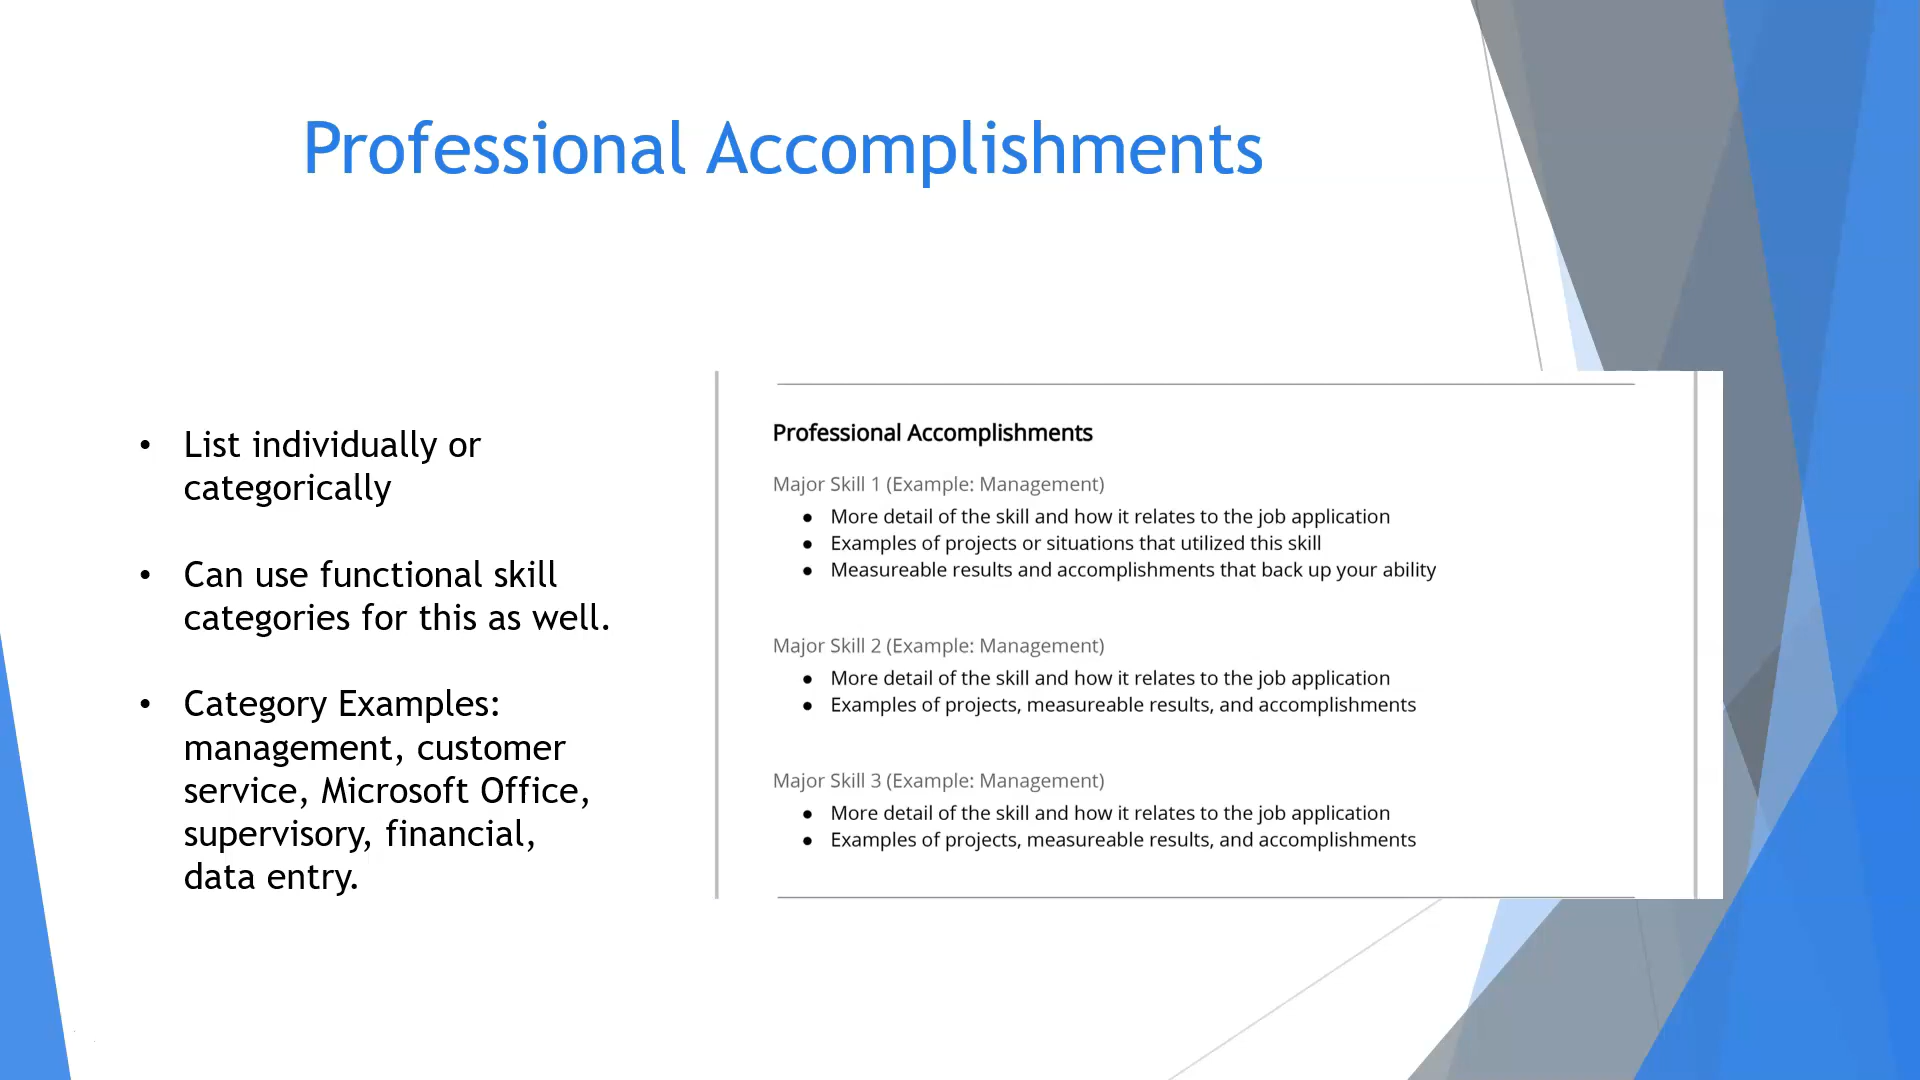 Professional Accomplishments
• List individually or
categorically
• Can use functional skill
categories for this as well.
• Category Examples:
management, customer
service, Microsoft Office,
supervisory, financial,
data entry.
Professional Accomplishments
Major Skill 1 (Example: Management)
● More detail of the skill and how it relates to the job application
● Examples of projects or situations that utilized this skill
● Measureable results and accomplishments that back up your ability
Major Skill 2 (Example: Management)
● More detail of the skill and how it relates to the job application
● Examples of projects, measureable results, and accomplishments
Major Skill 3 (Example: Management)
● More detail of the skill and how it relates to the job application
● Examples of projects, measureable results, and accomplishments